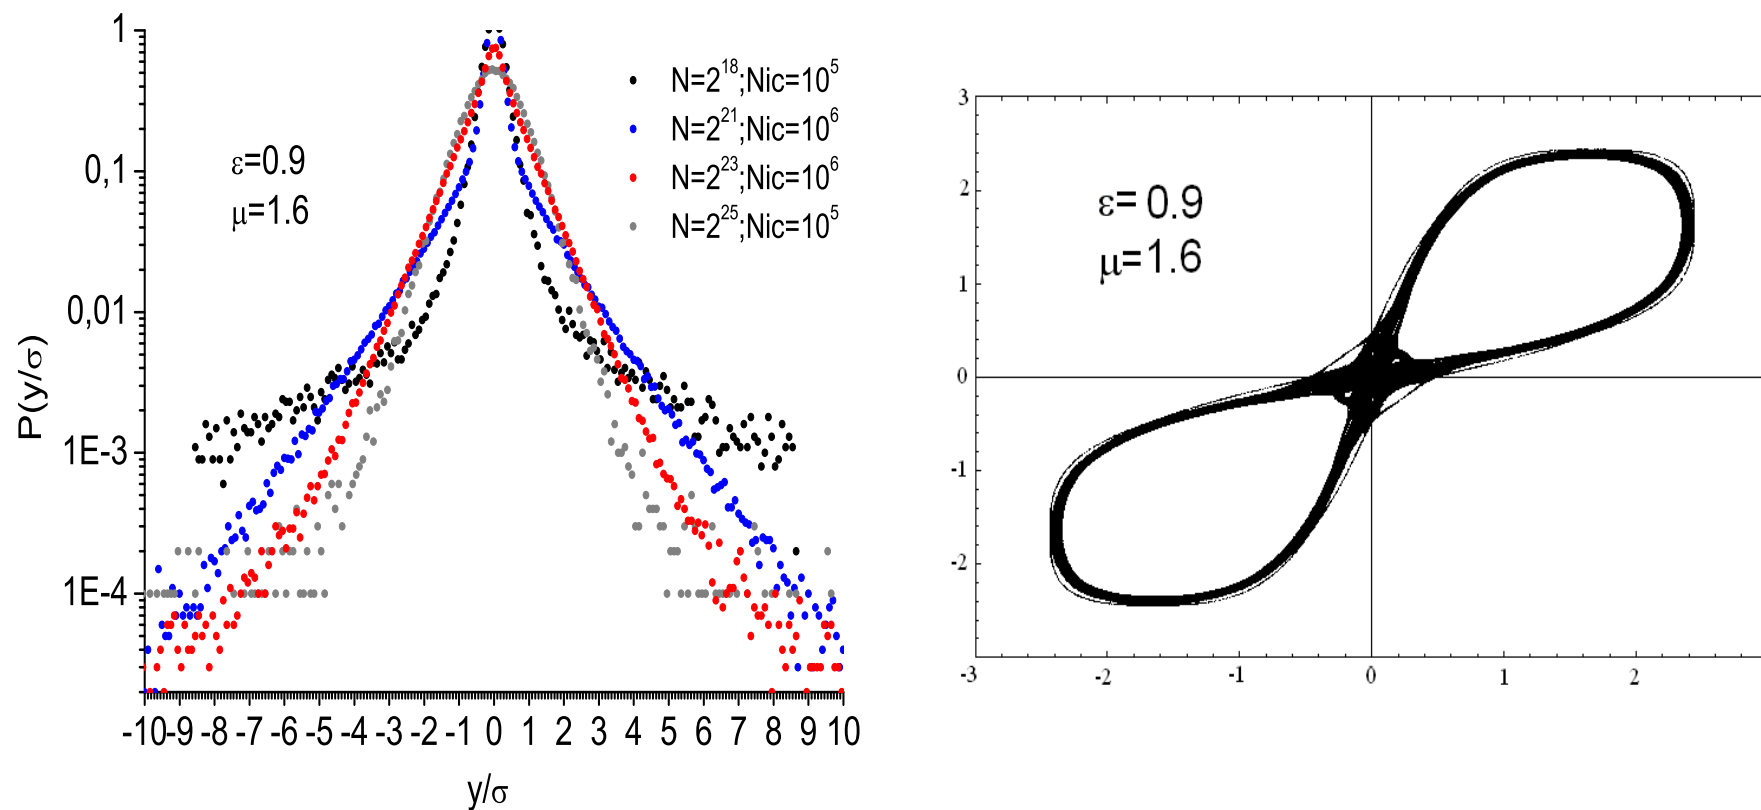 1
0,1
0,01
1E-3
1E-4
P(y/σ)
ε=0.9
μ=1.6
N=2^18;Nic=10^5
N=2^21;Nic=10^6
N=2^23;Nic=10^6
N=2^25;Nic=10^5
-10 -9 -8 -7 -6 -5 -4 -3 -2 -1 0 1 2 3 4 5 6 7 8 9 10
y/σ
3
2
1
0
-1
-2
ε= 0.9
μ=1.6
-3 -2 -1 0 1 2